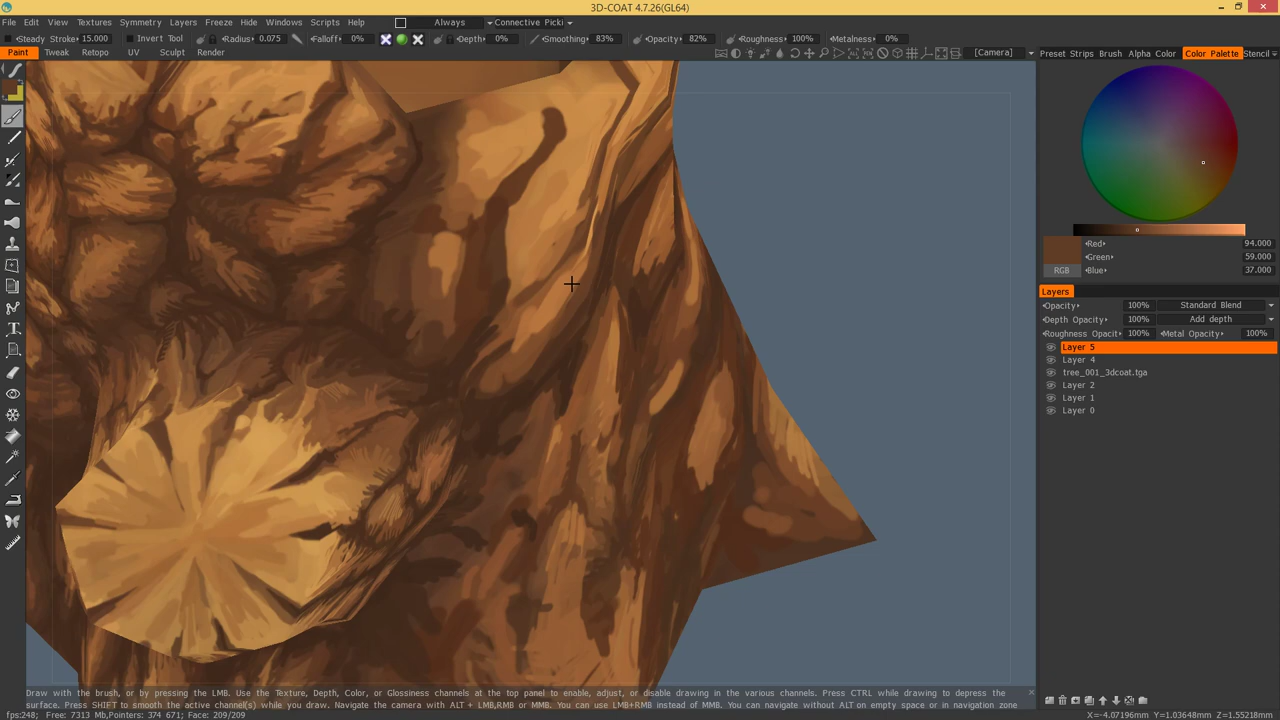 3D-COAT 4.7.26(GL64)
File Edit View Textures Symmetry Layers Freeze Hide Windows Scripts Help Always Connective Picki
Steady Stroke 15.000 Invert Tool Radius 0.075 Falloff 0% Depth 0% Smoothing 83% Opacity 82% Roughness 100% Metalness 0%
Paint Tweak Retopo UV Sculpt Render [Camera] Preset Strips Brush Alpha Color Color Palette Stencil
Red 94.000
Green 59.000
RGB Blue 37.000
Layers
Opacity 100% Standard Blend
Depth Opacity 100% Add depth
Roughness Opacit 100% Metal Opacity 100%
Layer 5
Layer 4
tree_001_3dcoat.tga
Layer 2
Layer 1
Layer 0
Draw with the brush, or by pressing the LMB. Use the Texture, Depth, Color, or Glossiness channels at the top panel to enable, adjust, or disable drawing in the various channels. Press CTRL while drawing to depress the
surface. Press SHIFT to smooth the active channel(s) while you draw. Navigate the camera with ALT + LMB,RMB or MMB. You can use LMB+RMB instead of MMB. You can navigate without ALT on empty space or in navigation zone
fps:248; Free: 7313 Mb,Pointers: 374 671; Face: 209/209 X=-4.07196mm Y=1.03648mm Z=1.55218mm